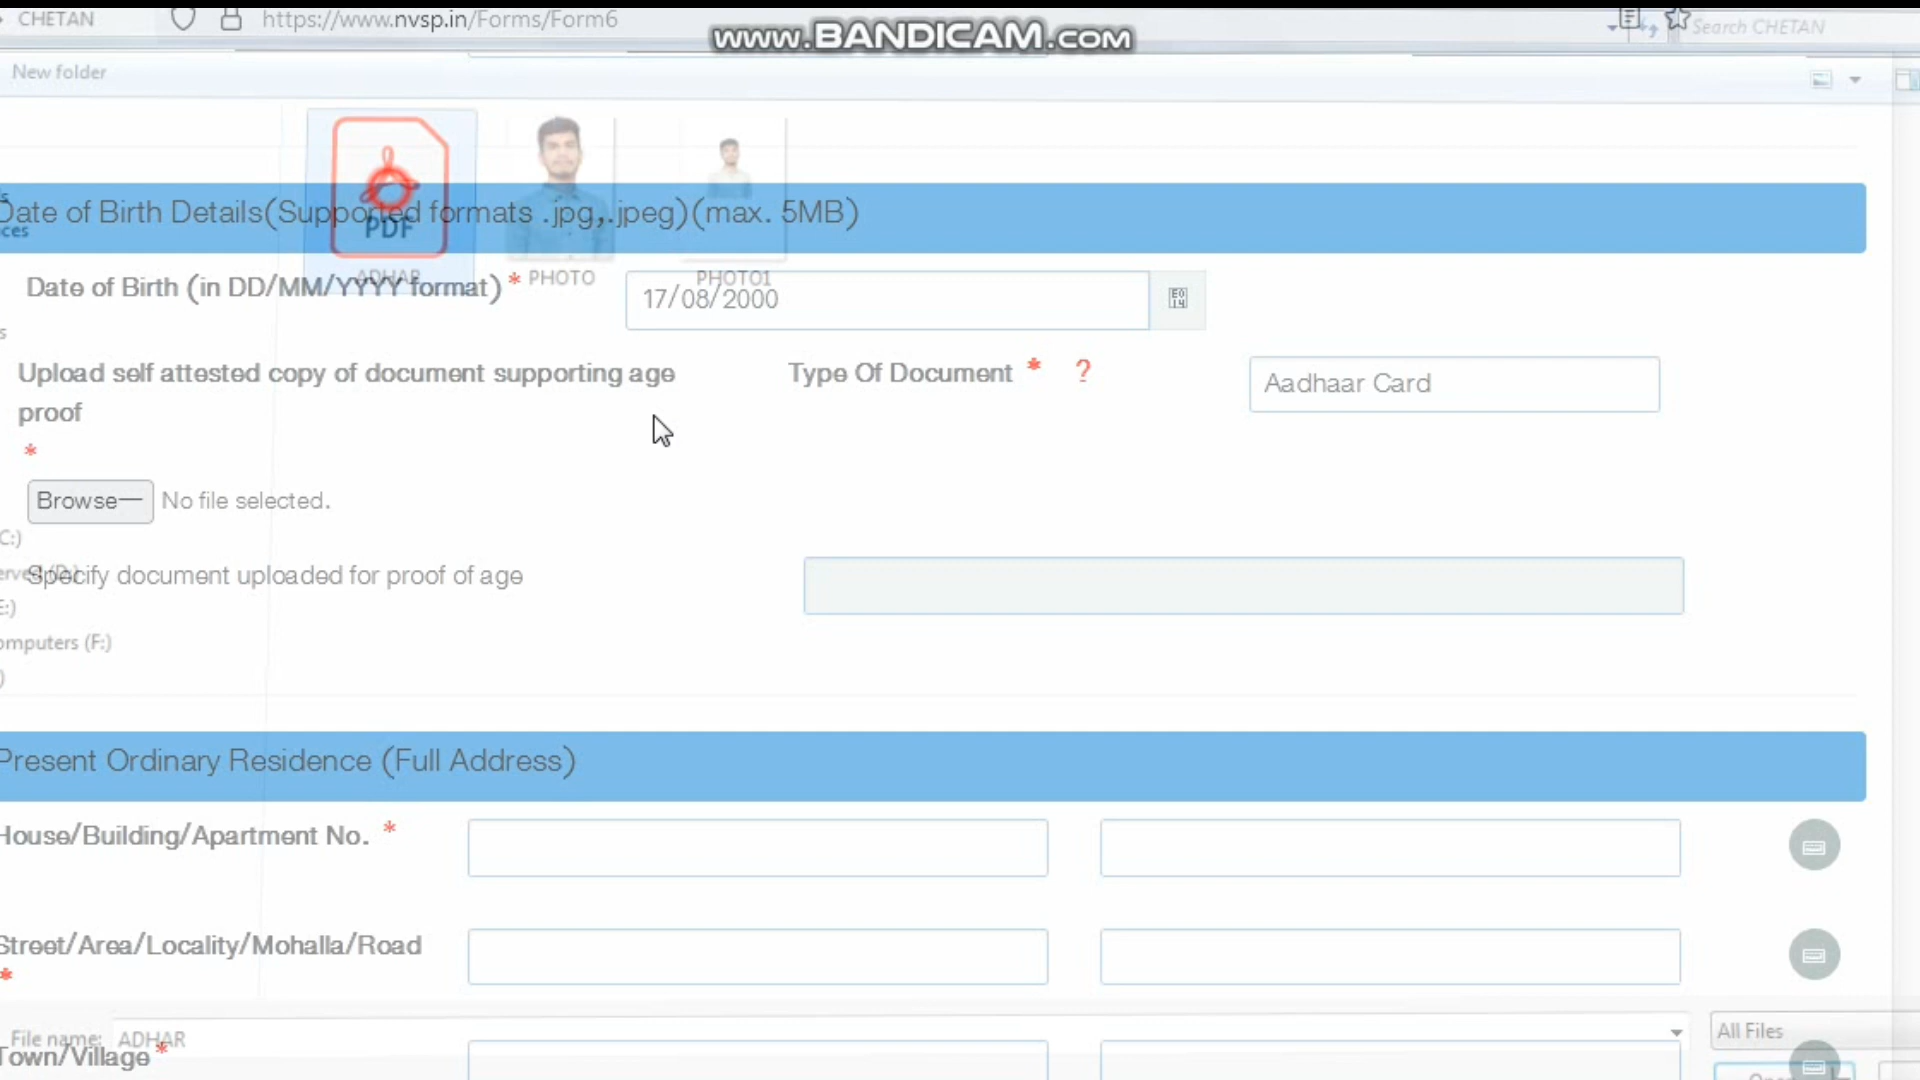 CHETAN
https://www.nvsp.in/Forms/Form6
www.BANDICAM.com
Search CHETAN
New folder
PDF
ADHAR
PHOTO
PHOTO1
Date of Birth Details(Supported formats .jpg,.jpeg)(max. 5MB)
Date of Birth (in DD/MM/YYYY format) *
17/08/2000
Upload self attested copy of document supporting age
proof
*
Type Of Document * ?
Aadhaar Card
Browse
No file selected.
C:)
Specify document uploaded for proof of age
E:)
omputers (F:)
Present Ordinary Residence (Full Address)
House/Building/Apartment No. *
Street/Area/Locality/Mohalla/Road
*
File name: ADHAR
All Files
Town/Village *